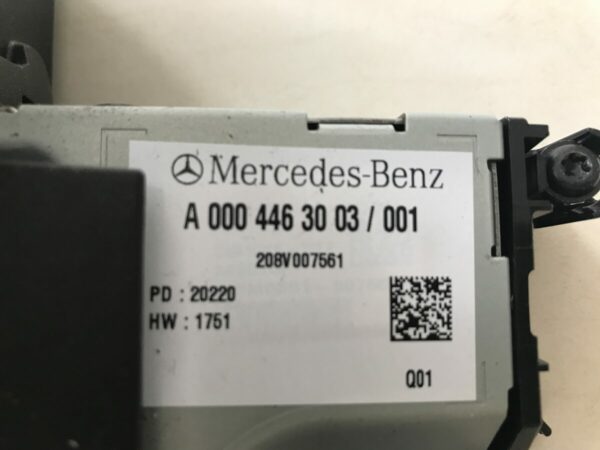 Mercedes-Benz
A 000 446 30 03 / 001
208V007561
PD : 20220
HW : 1751
Q01